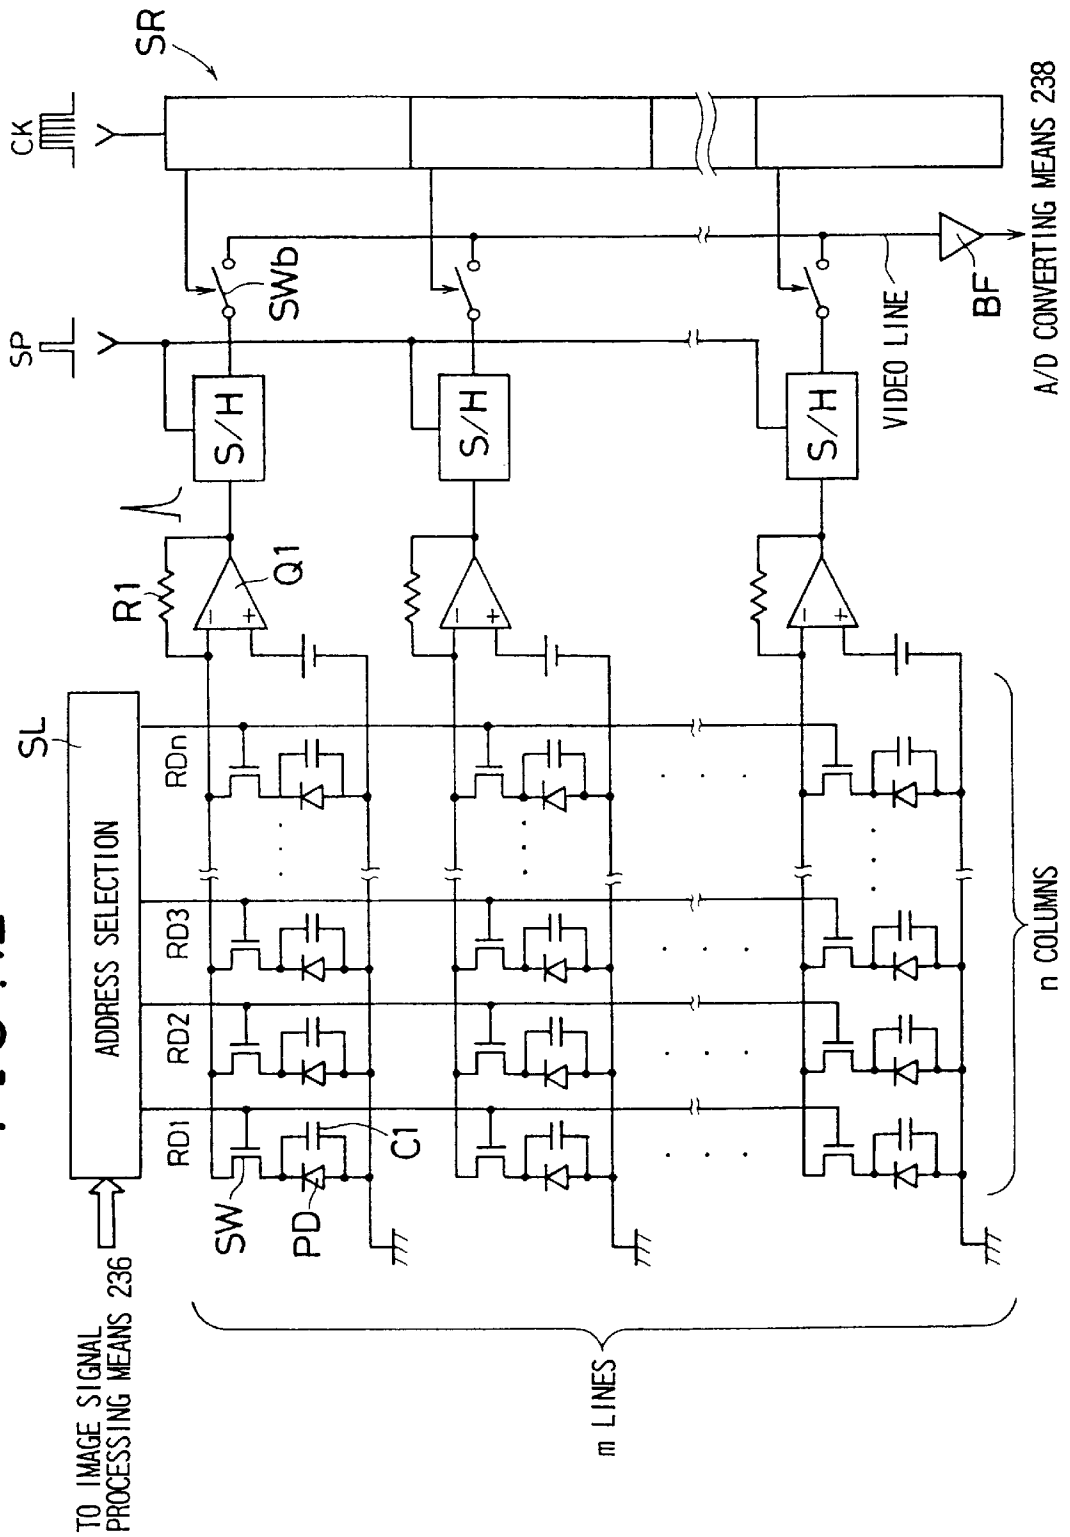 TO IMAGE SIGNAL
PROCESSING MEANS 236
ADDRESS SELECTION
SL
RD1
RD2
RD3
RDn
SW
PD
C1
R1
Q1
-
+
-
+
-
+
S/H
S/H
S/H
SP
CK
SR
SWb
VIDEO LINE
BF
A/D CONVERTING MEANS 238
m LINES
n COLUMNS